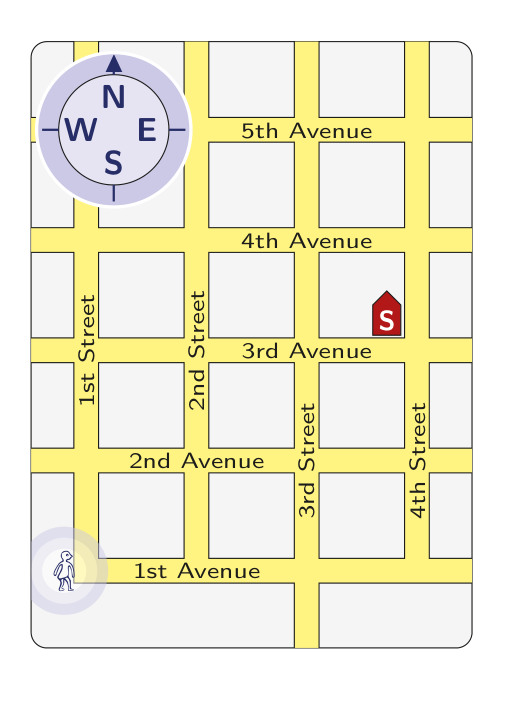 N
W E
S
5th Avenue
4th Avenue
S
3rd Avenue
1st Street
2nd Street
2nd Avenue
3rd Street
4th Street
1st Avenue